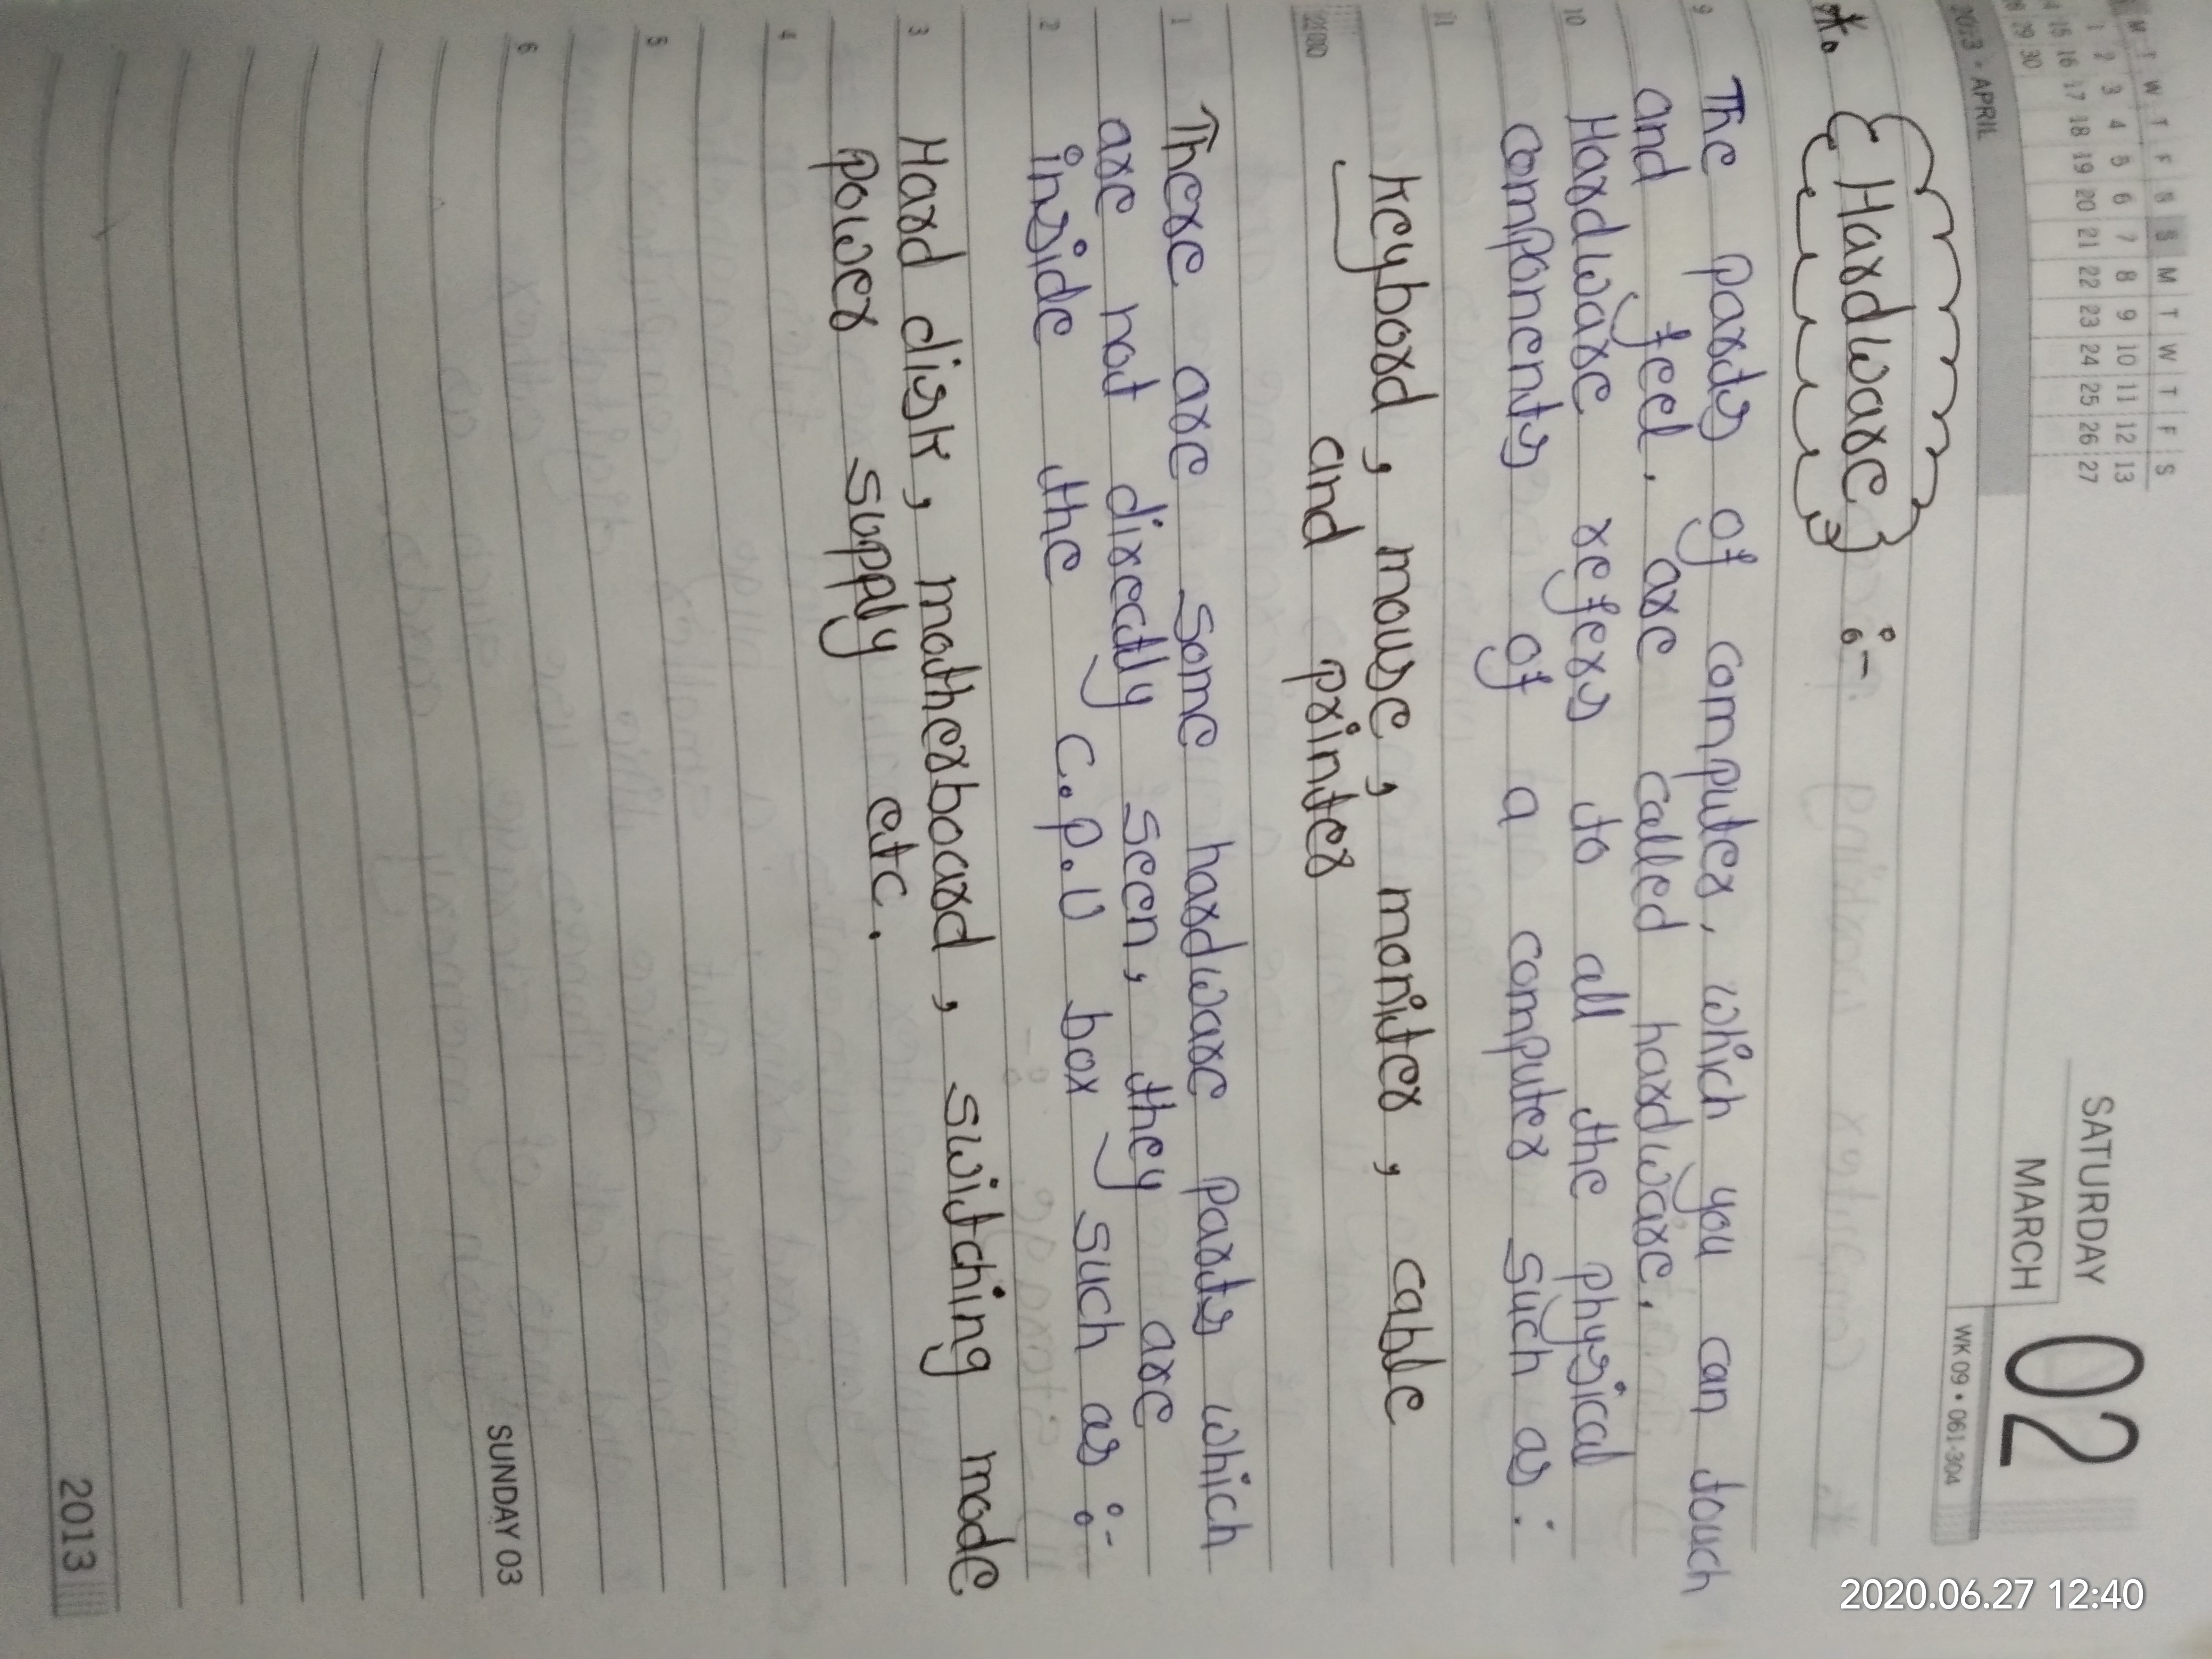 M T W T F S S M T W T F S
1 2 3 4 5 6 7 8 9 10 11 12 13
15 16 17 18 19 20 21 22 23 24 25 26 27
29 30
2013 • APRIL
SATURDAY
MARCH
02
WK 09 • 061-304
2020.06.27 12:40
*. Hardware :-
9
The parts of computer, which you can touch
and feel, are called hardware.
10
Hardware refers to all the physical
components of a computer such as :
11
keybord, mouse, moniter, cable
and printer
1
There are some hardware parts which
are not directly seen, they are
2
inside the C.P.U box such as :-
3
Hard disk, motherboard, switching mode
power supply etc.
4
5
6
SUNDAY 03
2013